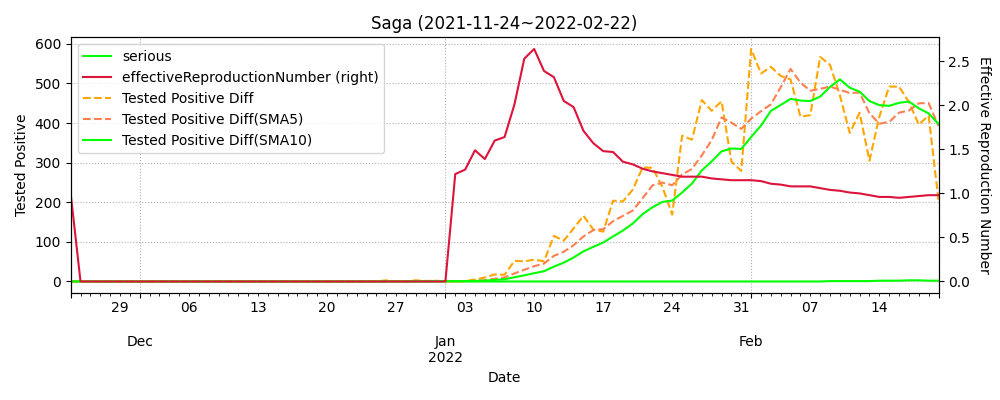 Saga (2021-11-24~2022-02-22)
serious
effectiveReproductionNumber (right)
Tested Positive Diff
Tested Positive Diff(SMA5)
Tested Positive Diff(SMA10)
Tested Positive
600
500
400
300
200
100
0
Effective Reproduction Number
2.5
2.0
1.5
1.0
0.5
0.0
29 06 13 20 27 03 10 17 24 31 07 14
Dec Jan Feb
2022
Date